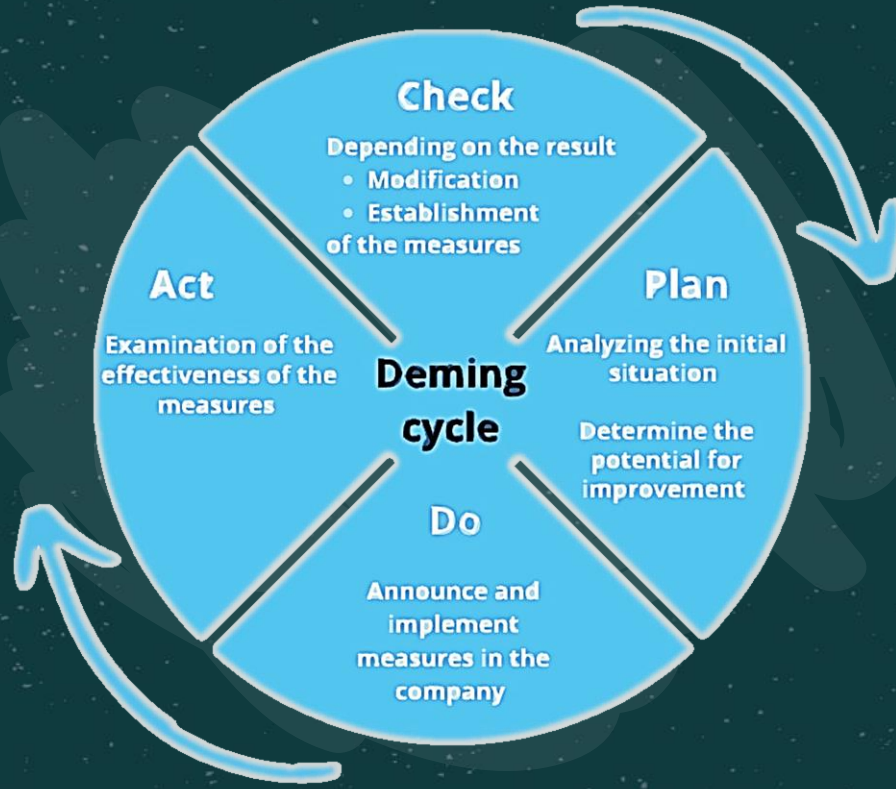 Check
Depending on the result
• Modification
• Establishment
of the measures
Plan
Analyzing the initial
situation
Determine the
potential for
improvement
Do
Announce and
implement
measures in the
company
Act
Examination of the
effectiveness of the
measures
Deming
cycle